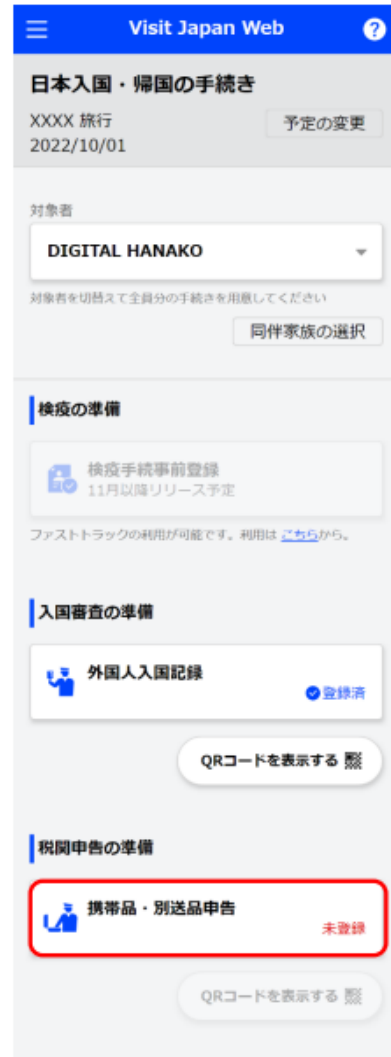 Visit Japan Web
?
日本入国・帰国の手続き
XXXX 旅行
予定の変更
2022/10/01
対象者
DIGITAL HANAKO
対象者を切替えて全員分の手続きを用意してください
同伴家族の選択
検疫の準備
検疫手続事前登録
11月以降リリース予定
ファストトラックの利用が可能です。利用は こちらから。
入国審査の準備
外国人入国記録
登録済
QRコードを表示する
税関申告の準備
携帯品・別送品申告
未登録
QRコードを表示する